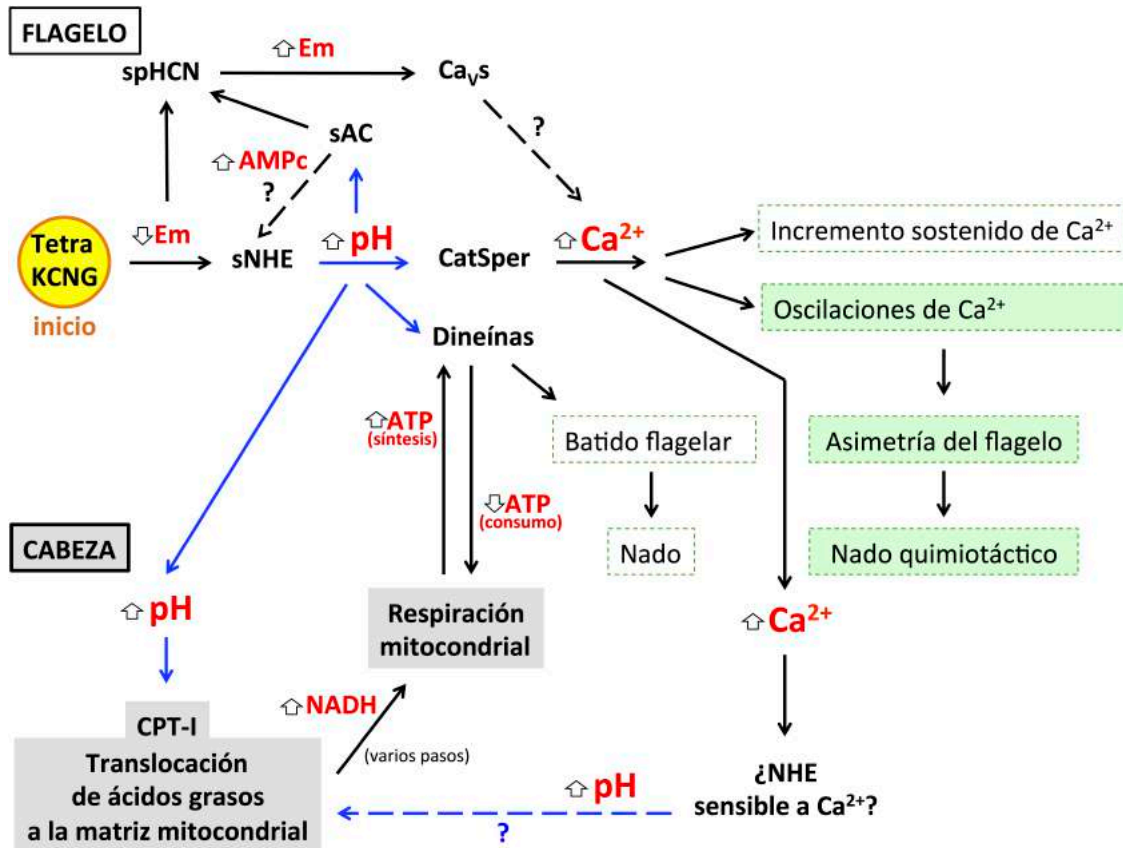 FLAGELO
spHCN
⇧Em
CaVs
?
sAC
⇧AMPc
?
Tetra
KCNG
inicio
⇩Em
sNHE
⇧pH
CatSper
⇧Ca2+
Incremento sostenido de Ca2+
Oscilaciones de Ca2+
Dineínas
⇧ATP
(síntesis)
Batido flagelar
Asimetría del flagelo
⇩ATP
(consumo)
Nado
Nado quimiotáctico
CABEZA
⇧pH
Respiración
mitocondrial
⇧Ca2+
⇧NADH
(varios pasos)
CPT-I
Translocación
de ácidos grasos
a la matriz mitocondrial
⇧pH
?
¿NHE
sensible a Ca2+?